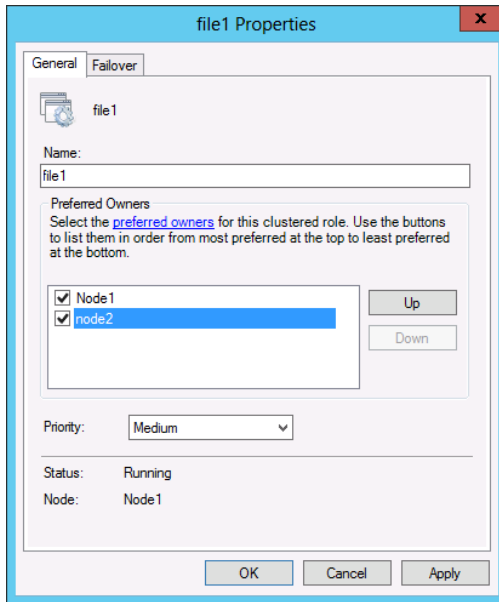 file1 Properties
x
General
Failover
file1
Name:
file1
Preferred Owners
Select the preferred owners for this clustered role. Use the buttons
to list them in order from most preferred at the top to least preferred
at the bottom.
Node1
Up
node2
Down
Priority:
Medium
Status:
Running
Node:
Node1
OK
Cancel
Apply